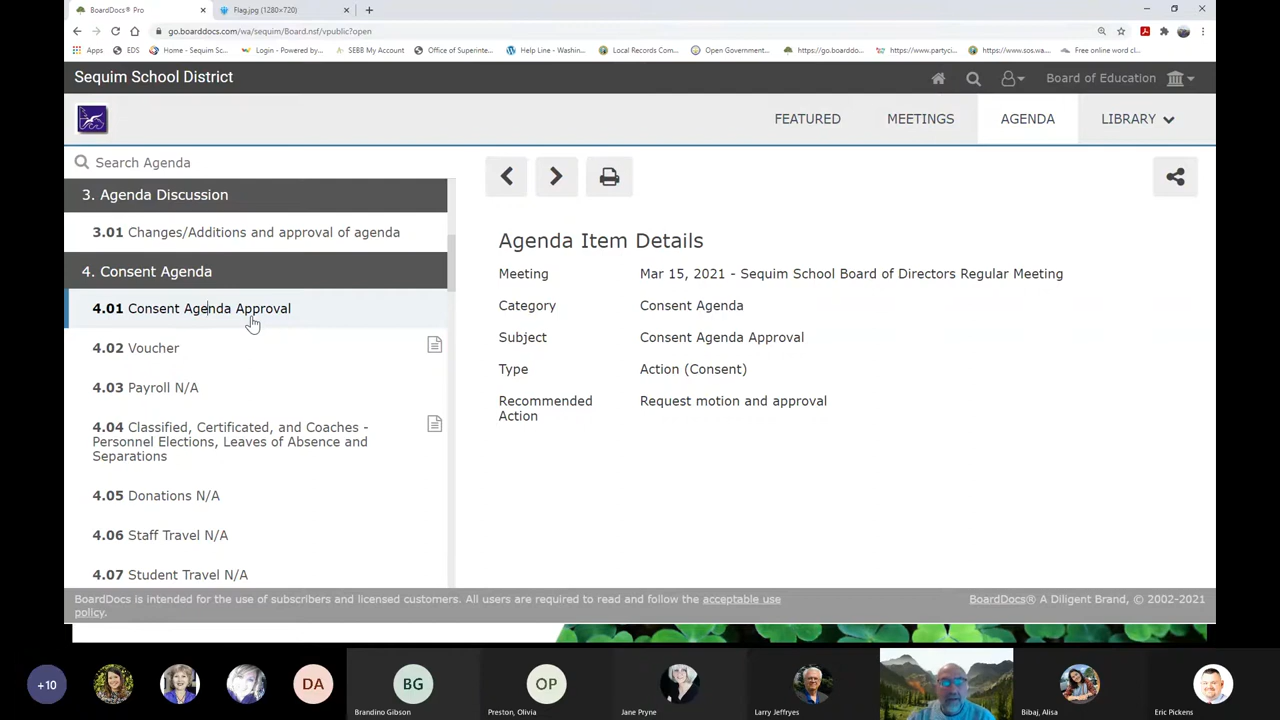 BoardDocs® Pro
Flag.jpg (1280×720)
go.boarddocs.com/wa/sequim/Board.nsf/vpublic?open
Apps
EDS
Home - Sequim Sc...
Login - Powered by...
SEBB My Account
Office of Superinte...
Help Line - Washin...
Local Records Com...
Open Government...
https://go.boarddo...
https://www.partyci...
https://www.sos.wa...
Free online word cl...
Sequim School District
Board of Education
FEATURED
MEETINGS
AGENDA
LIBRARY
Search Agenda
3. Agenda Discussion
3.01 Changes/Additions and approval of agenda
4. Consent Agenda
4.01 Consent Agenda Approval
4.02 Voucher
4.03 Payroll N/A
4.04 Classified, Certificated, and Coaches -
Personnel Elections, Leaves of Absence and
Separations
4.05 Donations N/A
4.06 Staff Travel N/A
4.07 Student Travel N/A
Agenda Item Details
Meeting Mar 15, 2021 - Sequim School Board of Directors Regular Meeting
Category Consent Agenda
Subject Consent Agenda Approval
Type Action (Consent)
Recommended Request motion and approval
Action
BoardDocs is intended for the use of subscribers and licensed customers. All users are required to read and follow the acceptable use
policy.
BoardDocs® A Diligent Brand, © 2002-2021
+10
DA
BG
Brandino Gibson
OP
Preston, Olivia
Jane Pryne
Larry Jeffryes
Bibaj, Alisa
Eric Pickens